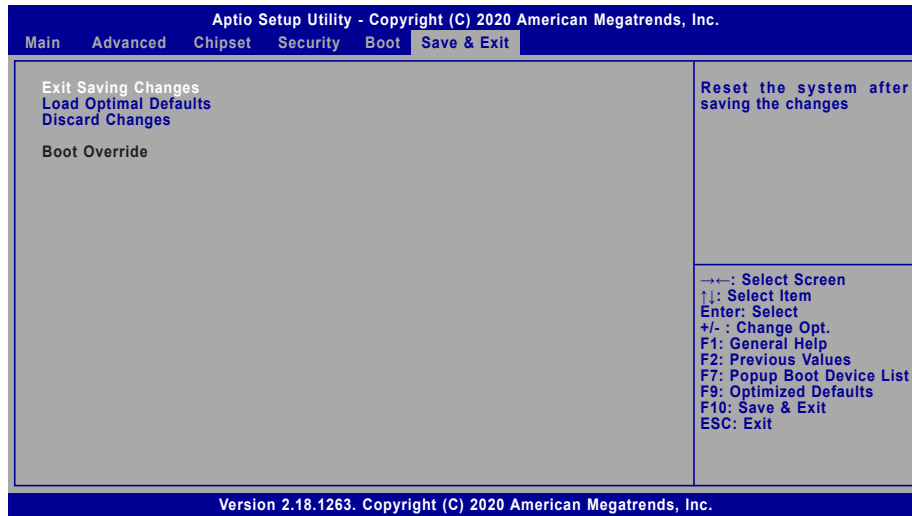 Aptio Setup Utility - Copyright (C) 2020 American Megatrends, Inc.
Main Advanced Chipset Security Boot Save & Exit
Exit Saving Changes
Load Optimal Defaults
Discard Changes
Boot Override
Reset the system after
saving the changes
→←: Select Screen
↑↓: Select Item
Enter: Select
+/- : Change Opt.
F1: General Help
F2: Previous Values
F7: Popup Boot Device List
F9: Optimized Defaults
F10: Save & Exit
ESC: Exit
Version 2.18.1263. Copyright (C) 2020 American Megatrends, Inc.